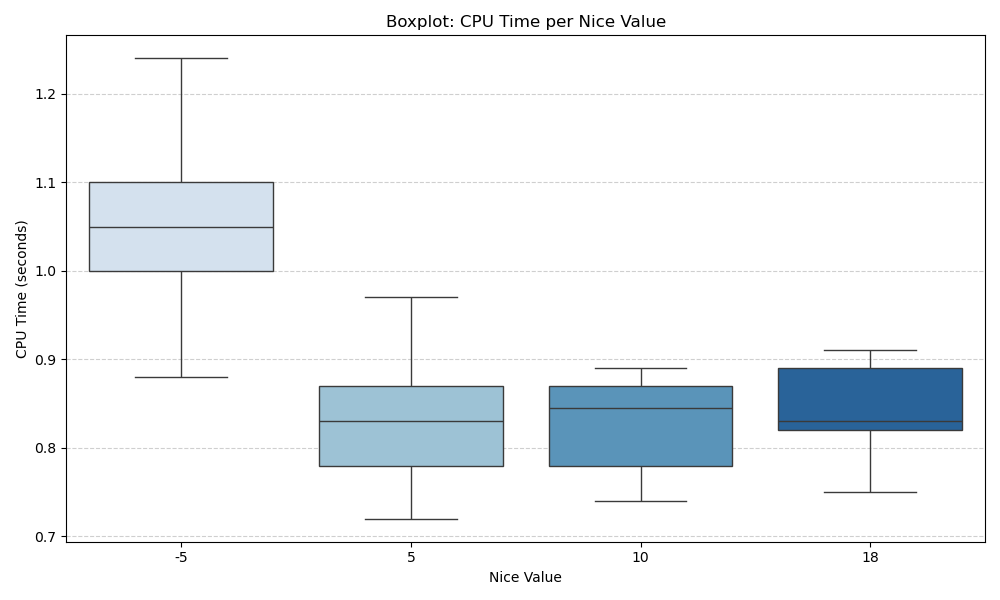 Boxplot: CPU Time per Nice Value
CPU Time (seconds)
1.2
1.1
1.0
0.9
0.8
0.7
-5 5 10 18
Nice Value